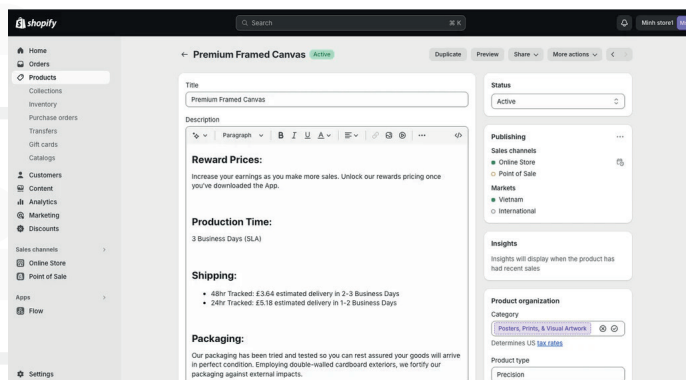 shopify
Search
⌘ K
Minh store1
Home
Orders
Products
Collections
Inventory
Purchase orders
Transfers
Gift cards
Catalogs
Customers
Content
Analytics
Marketing
Discounts
Sales channels
Online Store
Point of Sale
Apps
Flow
Settings
← Premium Framed Canvas Active
Duplicate
Preview
Share
More actions
Title
Premium Framed Canvas
Description
Paragraph B I U A ••• </>
Reward Prices:
Increase your earnings as you make more sales. Unlock our rewards pricing once
you've downloaded the App.
Production Time:
3 Business Days (SLA)
Shipping:
• 48hr Tracked: £3.64 estimated delivery in 2-3 Business Days
• 24hr Tracked: £5.18 estimated delivery in 1-2 Business Days
Packaging:
Our packaging has been tried and tested so you can rest assured your goods will arrive
in perfect condition. Employing double-walled cardboard exteriors, we fortify our
packaging against external impacts.
Status
Active
Publishing
Sales channels
Online Store
Point of Sale
Markets
Vietnam
International
Insights
Insights will display when the product has
had recent sales
Product organization
Category
Posters, Prints, & Visual Artwork
Determines US tax rates
Product type
Precision